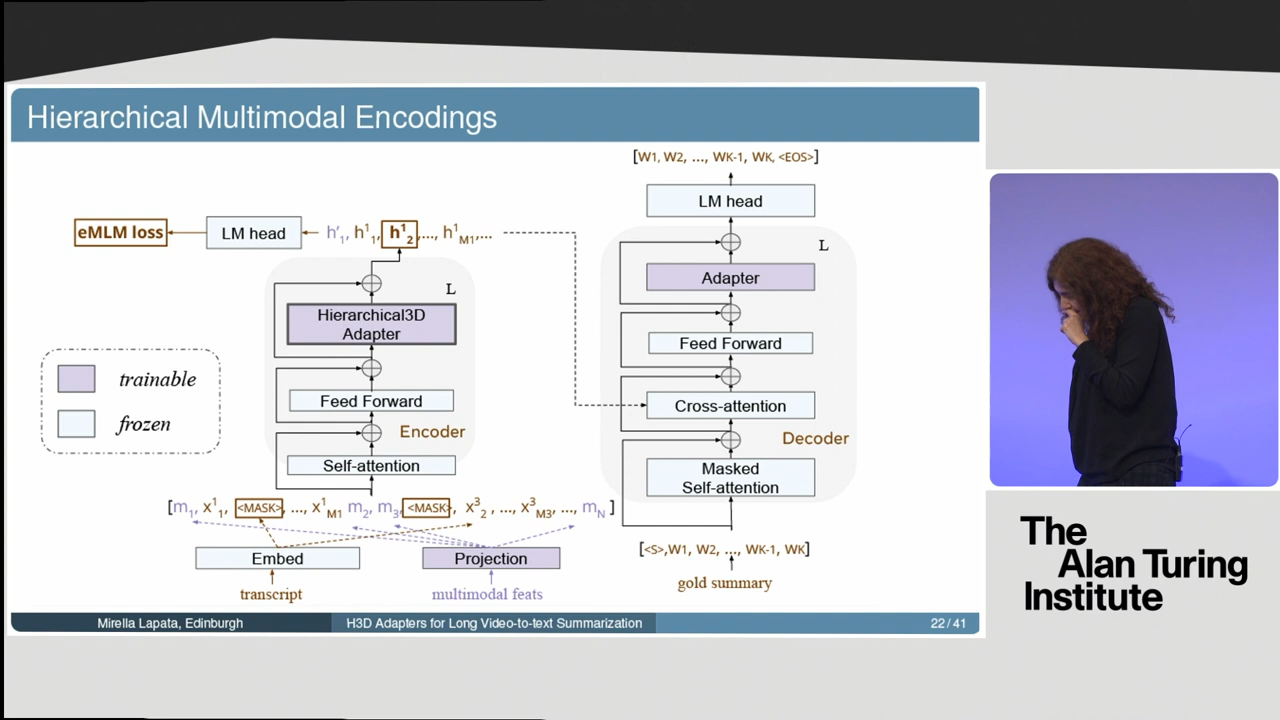 Hierarchical Multimodal Encodings
[W1, W2, ..., WK-1, WK, <EOS>]
LM head
eMLM loss
LM head
h'1, h¹1, h¹2, ..., h¹M1, ...
L
L
Adapter
Hierarchical3D
Adapter
Feed Forward
trainable
frozen
Feed Forward
Cross-attention
Encoder
Decoder
Self-attention
Masked
Self-attention
[m1, x¹1, <MASK>, ..., x¹M1 m2, m3, <MASK>, x³2, ..., x³M3, ..., mN]
[<S>,W1, W2, ..., WK-1, WK]
Embed
Projection
transcript
multimodal feats
gold summary
Mirella Lapata, Edinburgh
H3D Adapters for Long Video-to-text Summarization
22 / 41
The
Alan Turing
Institute